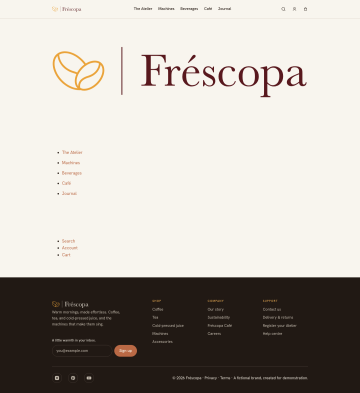 Fréscopa
The Atelier Machines Beverages Café Journal
Fréscopa
The Atelier
Machines
Beverages
Café
Journal
Search
Account
Cart
Fréscopa
Warm mornings, made effortless. Coffee,
tea, and cold-pressed juice, and the
machines that make them sing.
A little warmth in your inbox.
you@example.com
Sign up
SHOP
Coffee
Tea
Cold-pressed juice
Machines
Accessories
COMPANY
Our story
Sustainability
Fréscopa Café
Careers
SUPPORT
Contact us
Delivery & returns
Register your Atelier
Help centre
© 2026 Fréscopa · Privacy · Terms · A fictional brand, created for demonstration.